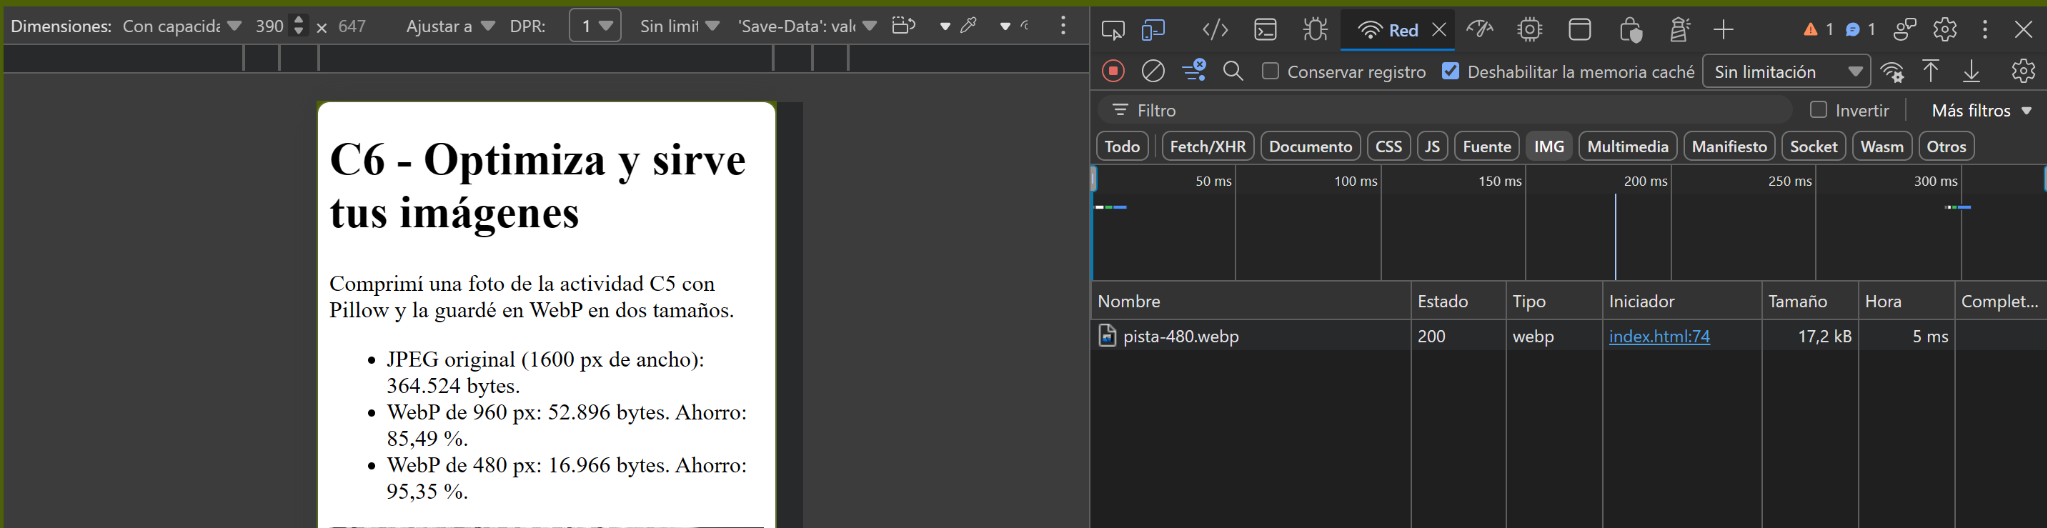 Dimensiones: Con capacida 390 × 647 Ajustar a DPR: 1 Sin limit 'Save-Data': val
Red 1 1
Conservar registro Deshabilitar la memoria caché Sin limitación
Filtro Invertir Más filtros
Todo Fetch/XHR Documento CSS JS Fuente IMG Multimedia Manifiesto Socket Wasm Otros
50 ms 100 ms 150 ms 200 ms 250 ms 300 ms
Nombre Estado Tipo Iniciador Tamaño Hora Complet...
pista-480.webp 200 webp index.html:74 17,2 kB 5 ms
C6 - Optimiza y sirve
tus imágenes
Comprimí una foto de la actividad C5 con
Pillow y la guardé en WebP en dos tamaños.
• JPEG original (1600 px de ancho):
364.524 bytes.
• WebP de 960 px: 52.896 bytes. Ahorro:
85,49 %.
• WebP de 480 px: 16.966 bytes. Ahorro:
95,35 %.